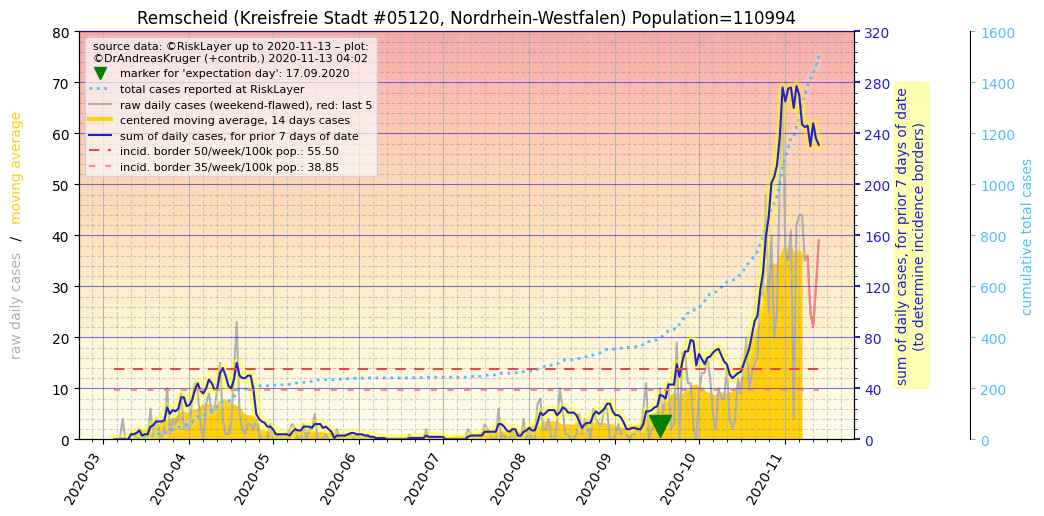 Remscheid (Kreisfreie Stadt #05120, Nordrhein-Westfalen) Population=110994
source data: ©RiskLayer up to 2020-11-13 – plot:
©DrAndreasKruger (+contrib.) 2020-11-13 04:02
marker for 'expectation day': 17.09.2020
total cases reported at RiskLayer
raw daily cases (weekend-flawed), red: last 5
centered moving average, 14 days cases
sum of daily cases, for prior 7 days of date
incid. border 50/week/100k pop.: 55.50
incid. border 35/week/100k pop.: 38.85
raw daily cases / moving average
80
70
60
50
40
30
20
10
0
2020-03
2020-04
2020-05
2020-06
2020-07
2020-08
2020-09
2020-10
2020-11
320
280
240
200
160
120
80
40
0
sum of daily cases, for prior 7 days of date
(to determine incidence borders)
1600
1400
1200
1000
800
600
400
200
0
cumulative total cases